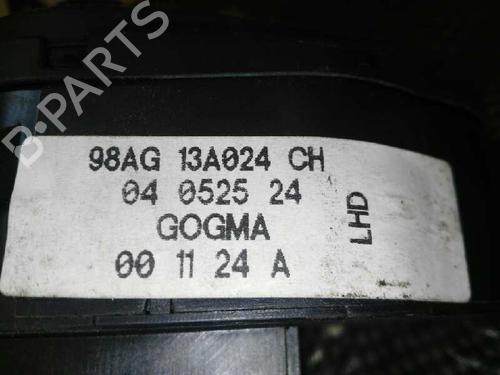 B-PARTS
98AG 13A024 CH
04 0525 24
GOGMA
00 11 24 A
LHD